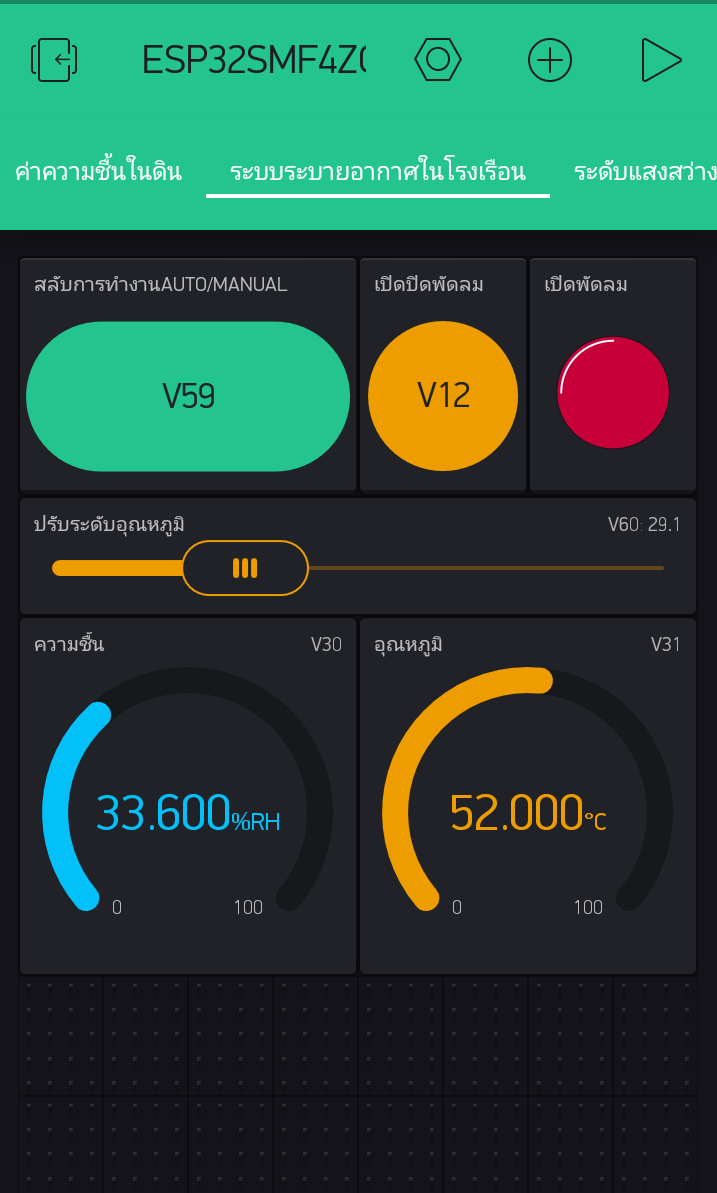 ESP32SMF4Z
ค่าความชื้นในดิน ระบบระบายอากาศในโรงเรือน ระดับแสงสว่าง
สลับการทำงานAUTO/MANUAL เปิดปิดพัดลม เปิดพัดลม
V59 V12
ปรับระดับอุณหภูมิ V60: 29.1
ความชื้น V30 อุณหภูมิ V31
33.600%RH 52.000°C
0 100 0 100